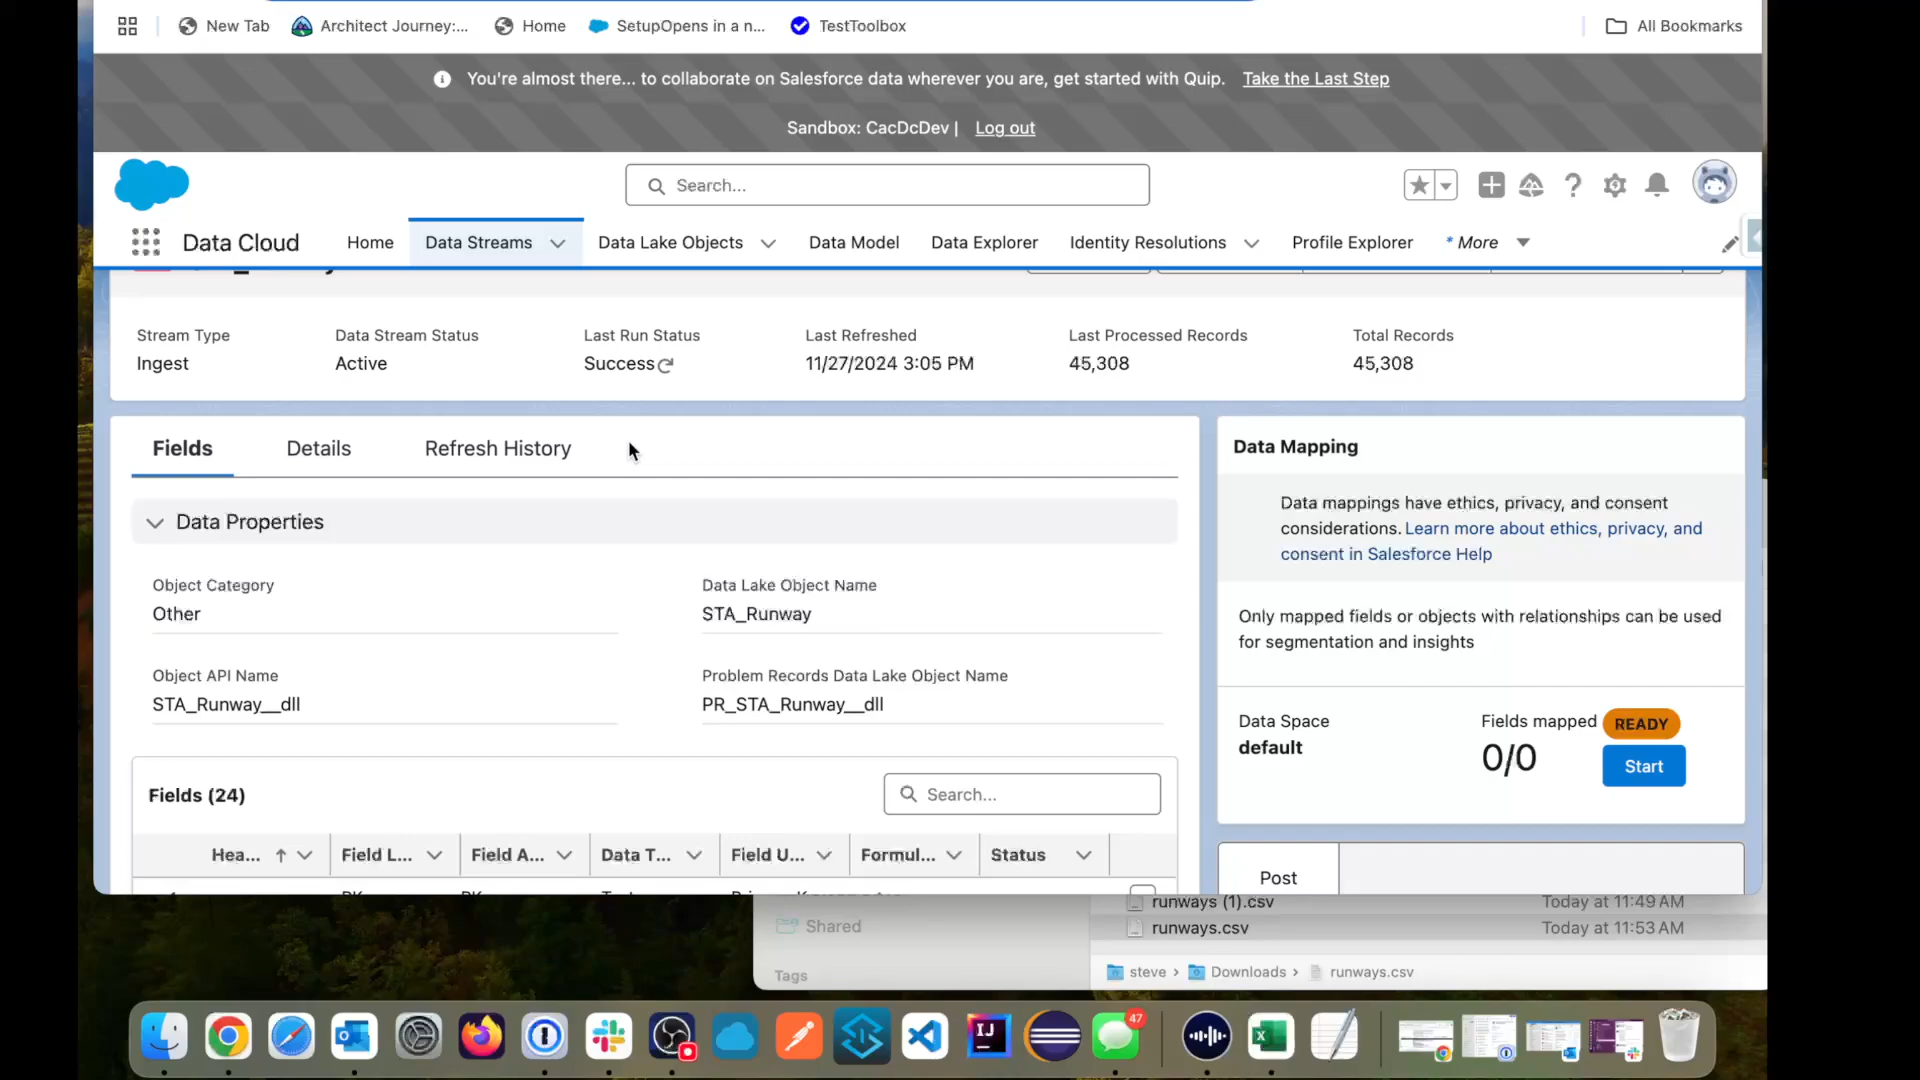 New Tab
Architect Journey:...
Home
SetupOpens in a n...
TestToolbox
All Bookmarks
You're almost there... to collaborate on Salesforce data wherever you are, get started with Quip. Take the Last Step
Sandbox: CacDcDev | Log out
Search...
Data Cloud
Home
Data Streams
Data Lake Objects
Data Model
Data Explorer
Identity Resolutions
Profile Explorer
* More
Stream Type
Ingest
Data Stream Status
Active
Last Run Status
Success
Last Refreshed
11/27/2024 3:05 PM
Last Processed Records
45,308
Total Records
45,308
Fields
Details
Refresh History
Data Properties
Object Category
Other
Data Lake Object Name
STA_Runway
Object API Name
STA_Runway__dll
Problem Records Data Lake Object Name
PR_STA_Runway__dll
Fields (24)
Search...
Hea...
Field L...
Field A...
Data T...
Field U...
Formul...
Status
Data Mapping
Data mappings have ethics, privacy, and consent
considerations. Learn more about ethics, privacy, and
consent in Salesforce Help
Only mapped fields or objects with relationships can be used
for segmentation and insights
Data Space
default
Fields mapped
0/0
READY
Start
Post
runways (1).csv
Today at 11:49 AM
Shared
runways.csv
Today at 11:53 AM
Tags
steve › Downloads › runways.csv
47
IJ